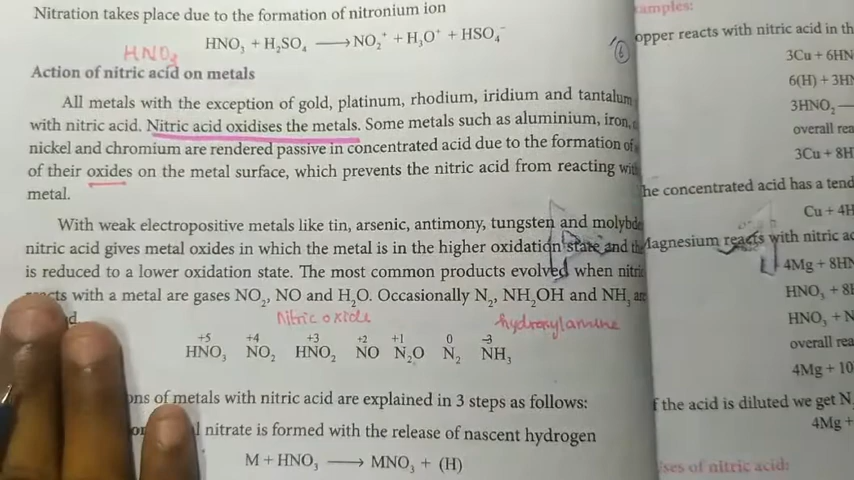 Nitration takes place due to the formation of nitronium ion
HNO₃ + H₂SO₄ ⟶ NO₂⁺ + H₃O⁺ + HSO₄⁻
HNO₃
Action of nitric acid on metals
All metals with the exception of gold, platinum, rhodium, iridium and tantalum
with nitric acid. Nitric acid oxidises the metals. Some metals such as aluminium, iron,
nickel and chromium are rendered passive in concentrated acid due to the formation of
of their oxides on the metal surface, which prevents the nitric acid from reacting with
metal.
With weak electropositive metals like tin, arsenic, antimony, tungsten and molybde
nitric acid gives metal oxides in which the metal is in the higher oxidation state and the
is reduced to a lower oxidation state. The most common products evolved when nitric
reacts with a metal are gases NO₂, NO and H₂O. Occasionally N₂, NH₂OH and NH₃ are
Nitric oxide hydroxylamine
+5 +4 +3 +2 +1 0 -3
HNO₃ NO₂ HNO₂ NO N₂O N₂ NH₃
ons of metals with nitric acid are explained in 3 steps as follows:
nitrate is formed with the release of nascent hydrogen
M + HNO₃ ⟶ MNO₃ + (H)
amples:
6
opper reacts with nitric acid in th
3Cu + 6HN
6(H) + 3HN
3HNO₂
overall rea
3Cu + 8H
he concentrated acid has a tend
Cu + 4H
Magnesium reacts with nitric ac
4Mg + 8HN
HNO₃ + 8H
HNO₃ + N
overall rea
4Mg + 10
f the acid is diluted we get N
4Mg +
ses of nitric acid: